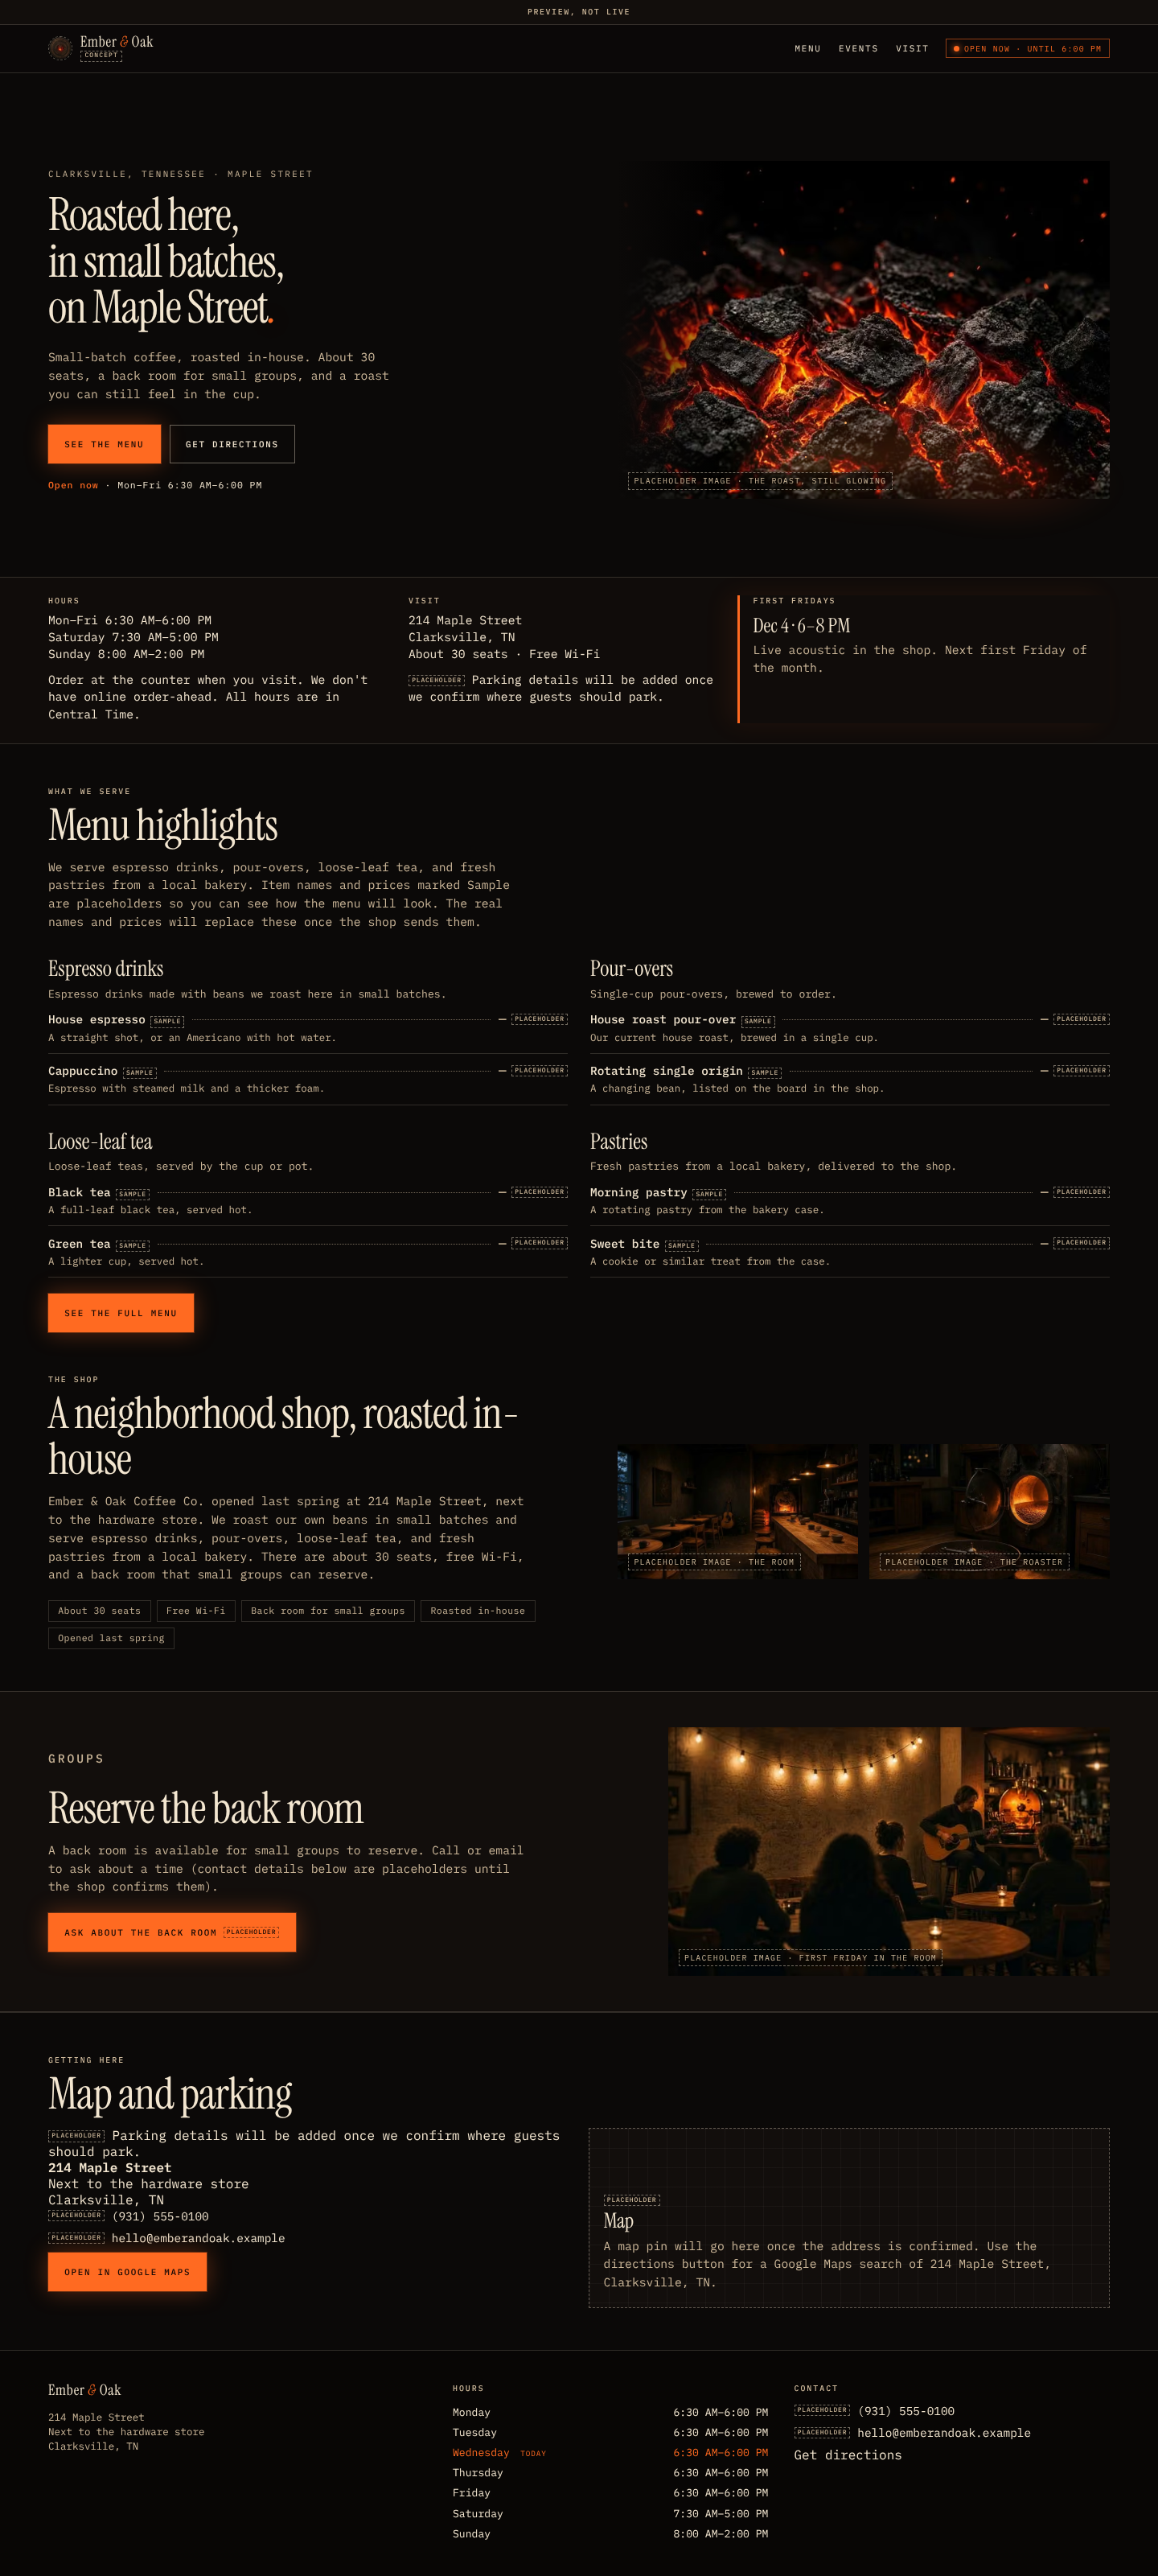 PREVIEW, NOT LIVE
Ember & Oak
CONCEPT
MENU EVENTS VISIT OPEN NOW · UNTIL 6:00 PM
CLARKSVILLE, TENNESSEE · MAPLE STREET
Roasted here,
in small batches,
on Maple Street.
Small-batch coffee, roasted in-house. About 30
seats, a back room for small groups, and a roast
you can still feel in the cup.
SEE THE MENU GET DIRECTIONS
Open now · Mon–Fri 6:30 AM–6:00 PM
PLACEHOLDER IMAGE · THE ROAST, STILL GLOWING
HOURS
Mon–Fri 6:30 AM–6:00 PM
Saturday 7:30 AM–5:00 PM
Sunday 8:00 AM–2:00 PM
Order at the counter when you visit. We don't
have online order-ahead. All hours are in
Central Time.
VISIT
214 Maple Street
Clarksville, TN
About 30 seats · Free Wi-Fi
PLACEHOLDER Parking details will be added once
we confirm where guests should park.
FIRST FRIDAYS
Dec 4 · 6–8 PM
Live acoustic in the shop. Next first Friday of
the month.
WHAT WE SERVE
Menu highlights
We serve espresso drinks, pour-overs, loose-leaf tea, and fresh
pastries from a local bakery. Item names and prices marked Sample
are placeholders so you can see how the menu will look. The real
names and prices will replace these once the shop sends them.
Espresso drinks
Espresso drinks made with beans we roast here in small batches.
House espresso SAMPLE — PLACEHOLDER
A straight shot, or an Americano with hot water.
Cappuccino SAMPLE — PLACEHOLDER
Espresso with steamed milk and a thicker foam.
Pour-overs
Single-cup pour-overs, brewed to order.
House roast pour-over SAMPLE — PLACEHOLDER
Our current house roast, brewed in a single cup.
Rotating single origin SAMPLE — PLACEHOLDER
A changing bean, listed on the board in the shop.
Loose-leaf tea
Loose-leaf teas, served by the cup or pot.
Black tea SAMPLE — PLACEHOLDER
A full-leaf black tea, served hot.
Green tea SAMPLE — PLACEHOLDER
A lighter cup, served hot.
Pastries
Fresh pastries from a local bakery, delivered to the shop.
Morning pastry SAMPLE — PLACEHOLDER
A rotating pastry from the bakery case.
Sweet bite SAMPLE — PLACEHOLDER
A cookie or similar treat from the case.
SEE THE FULL MENU
THE SHOP
A neighborhood shop, roasted in-
house
Ember & Oak Coffee Co. opened last spring at 214 Maple Street, next
to the hardware store. We roast our own beans in small batches and
serve espresso drinks, pour-overs, loose-leaf tea, and fresh
pastries from a local bakery. There are about 30 seats, free Wi-Fi,
and a back room that small groups can reserve.
About 30 seats Free Wi-Fi Back room for small groups Roasted in-house
Opened last spring
PLACEHOLDER IMAGE · THE ROOM
PLACEHOLDER IMAGE · THE ROASTER
GROUPS
Reserve the back room
A back room is available for small groups to reserve. Call or email
to ask about a time (contact details below are placeholders until
the shop confirms them).
ASK ABOUT THE BACK ROOM PLACEHOLDER
PLACEHOLDER IMAGE · FIRST FRIDAY IN THE ROOM
GETTING HERE
Map and parking
PLACEHOLDER Parking details will be added once we confirm where guests
should park.
214 Maple Street
Next to the hardware store
Clarksville, TN
PLACEHOLDER (931) 555-0100
PLACEHOLDER hello@emberandoak.example
OPEN IN GOOGLE MAPS
PLACEHOLDER
Map
A map pin will go here once the address is confirmed. Use the
directions button for a Google Maps search of 214 Maple Street,
Clarksville, TN.
Ember & Oak
214 Maple Street
Next to the hardware store
Clarksville, TN
HOURS
Monday 6:30 AM–6:00 PM
Tuesday 6:30 AM–6:00 PM
Wednesday TODAY 6:30 AM–6:00 PM
Thursday 6:30 AM–6:00 PM
Friday 6:30 AM–6:00 PM
Saturday 7:30 AM–5:00 PM
Sunday 8:00 AM–2:00 PM
CONTACT
PLACEHOLDER (931) 555-0100
PLACEHOLDER hello@emberandoak.example
Get directions